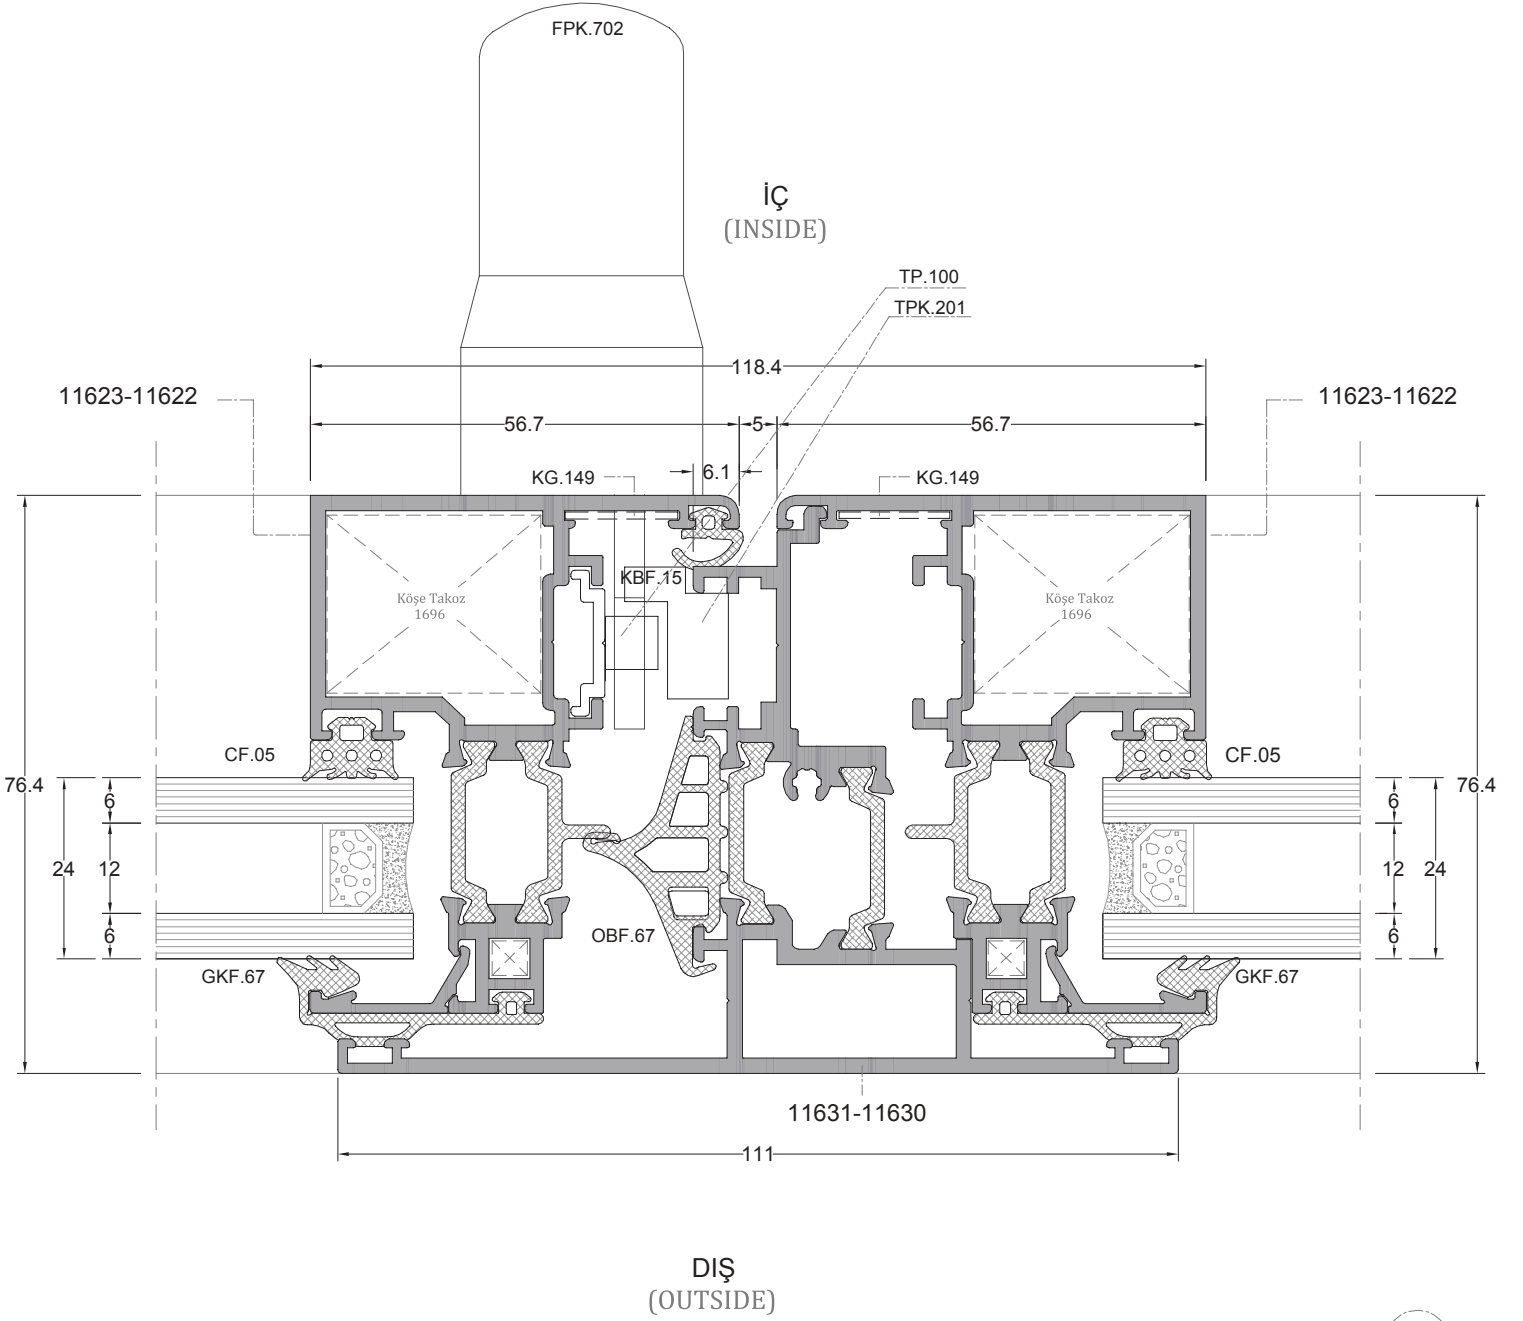 FPK.702
İÇ
(INSIDE)
TP.100
TPK.201
118.4
11623-11622
11623-11622
56.7
5
56.7
6.1
KG.149
KG.149
KBF.15
Köşe Takoz
1696
Köşe Takoz
1696
CF.05
CF.05
76.4
76.4
6
6
24
12
12
24
6
6
OBF.67
GKF.67
GKF.67
11631-11630
111
DIŞ
(OUTSIDE)